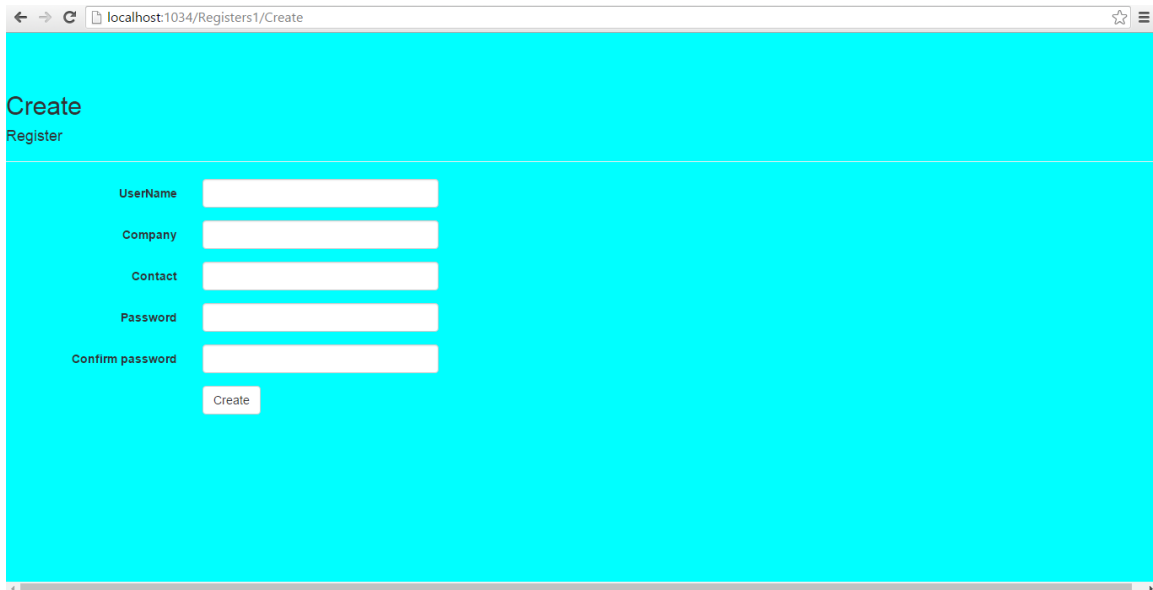 localhost:1034/Registers1/Create
Create
Register
UserName
Company
Contact
Password
Confirm password
Create